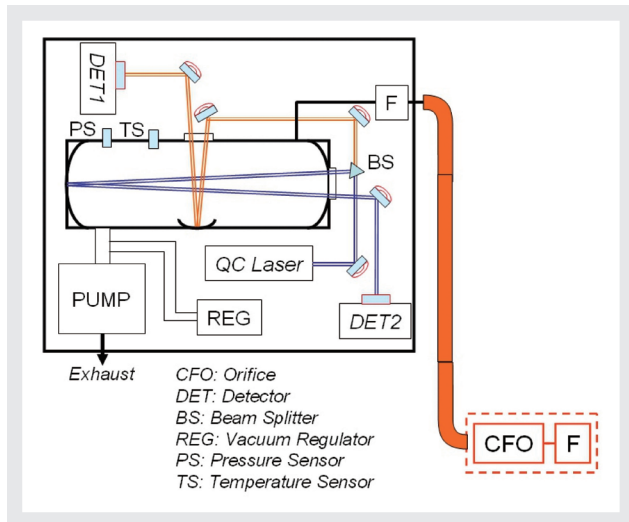 DET1
F
PS
TS
BS
QC Laser
PUMP
REG
DET2
Exhaust
CFO: Orifice
DET: Detector
BS: Beam Splitter
REG: Vacuum Regulator
PS: Pressure Sensor
TS: Temperature Sensor
CFO
F